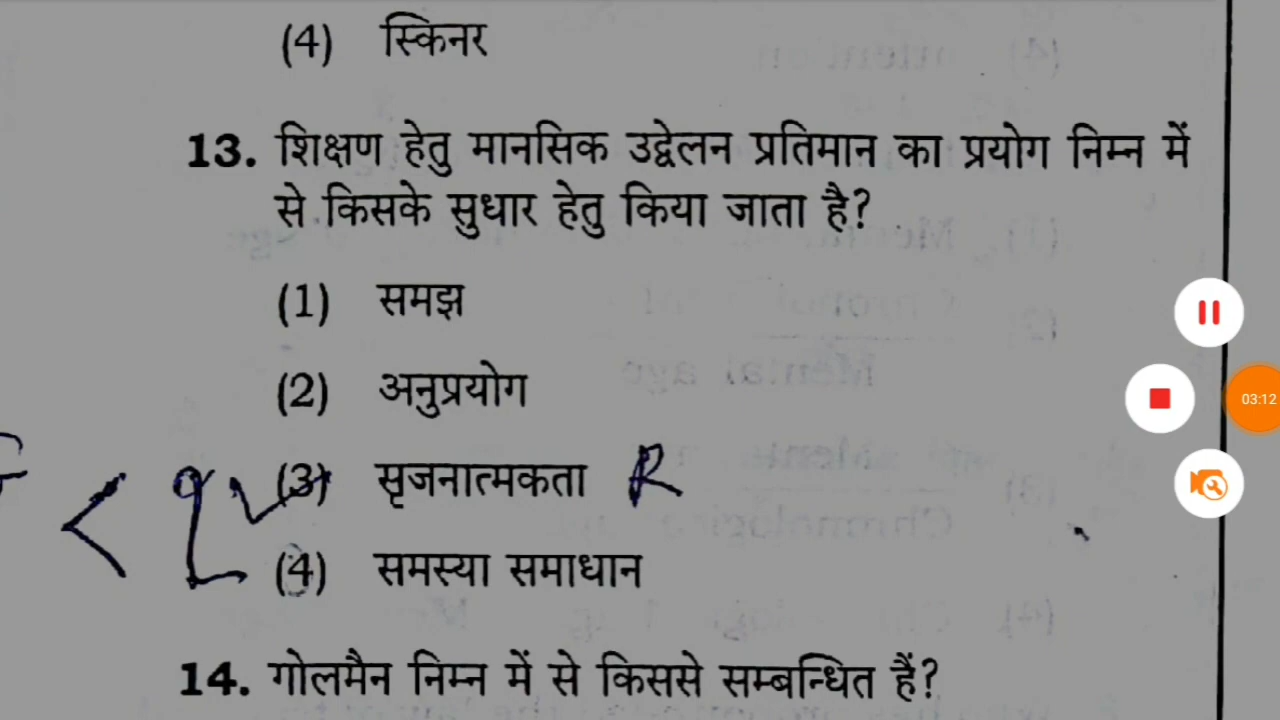 (4) स्किनर
13. शिक्षण हेतु मानसिक उद्वेलन प्रतिमान का प्रयोग निम्न में
से किसके सुधार हेतु किया जाता है?
(1) समझ
(2) अनुप्रयोग
(3) सृजनात्मकता R
(4) समस्या समाधान
14. गोलमैन निम्न में से किससे सम्बन्धित हैं?
03:12